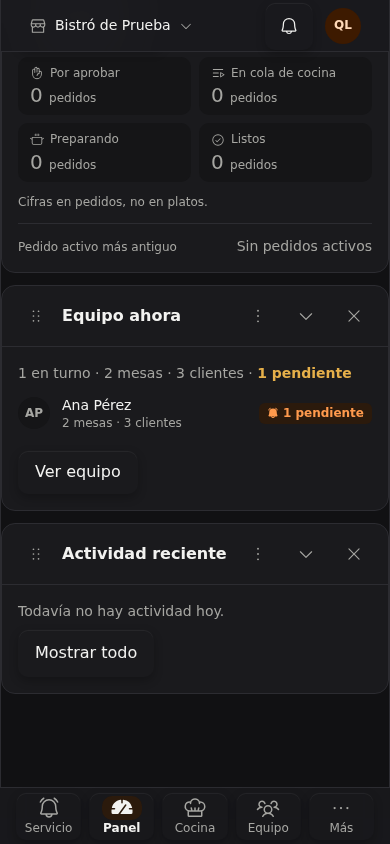 Bistró de Prueba
QL
Por aprobar
0 pedidos
En cola de cocina
0 pedidos
Preparando
0 pedidos
Listos
0 pedidos
Cifras en pedidos, no en platos.
Pedido activo más antiguo
Sin pedidos activos
Equipo ahora
1 en turno · 2 mesas · 3 clientes · 1 pendiente
AP
Ana Pérez
2 mesas · 3 clientes
1 pendiente
Ver equipo
Actividad reciente
Todavía no hay actividad hoy.
Mostrar todo
Servicio
Panel
Cocina
Equipo
Más